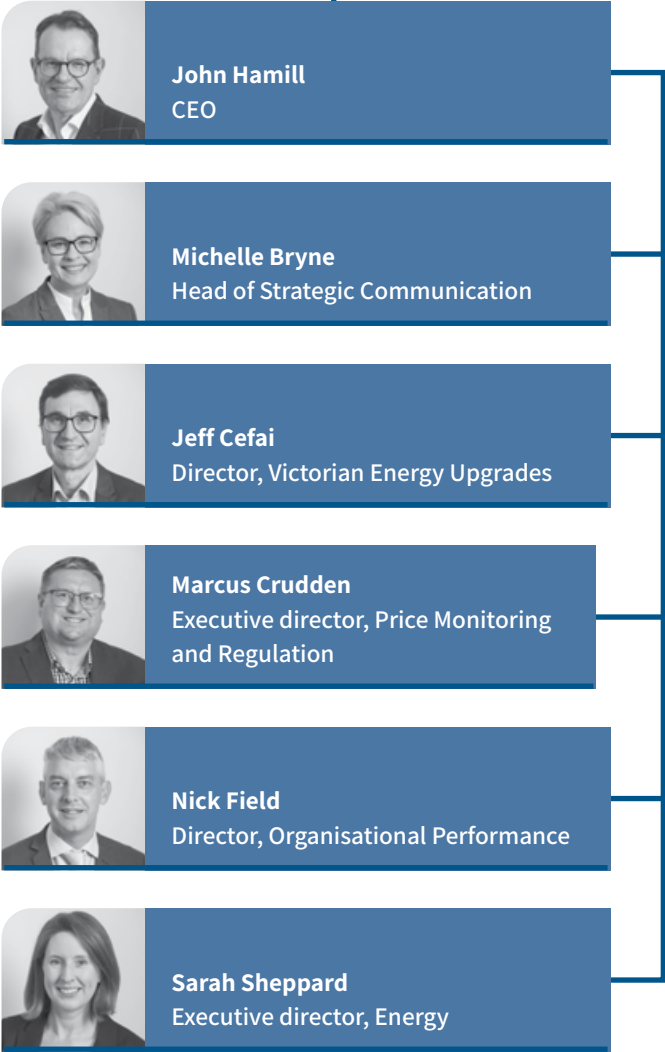 John Hamill
CEO
Michelle Bryne
Head of Strategic Communication
Jeff Cefai
Director, Victorian Energy Upgrades
Marcus Crudden
Executive director, Price Monitoring
and Regulation
Nick Field
Director, Organisational Performance
Sarah Sheppard
Executive director, Energy